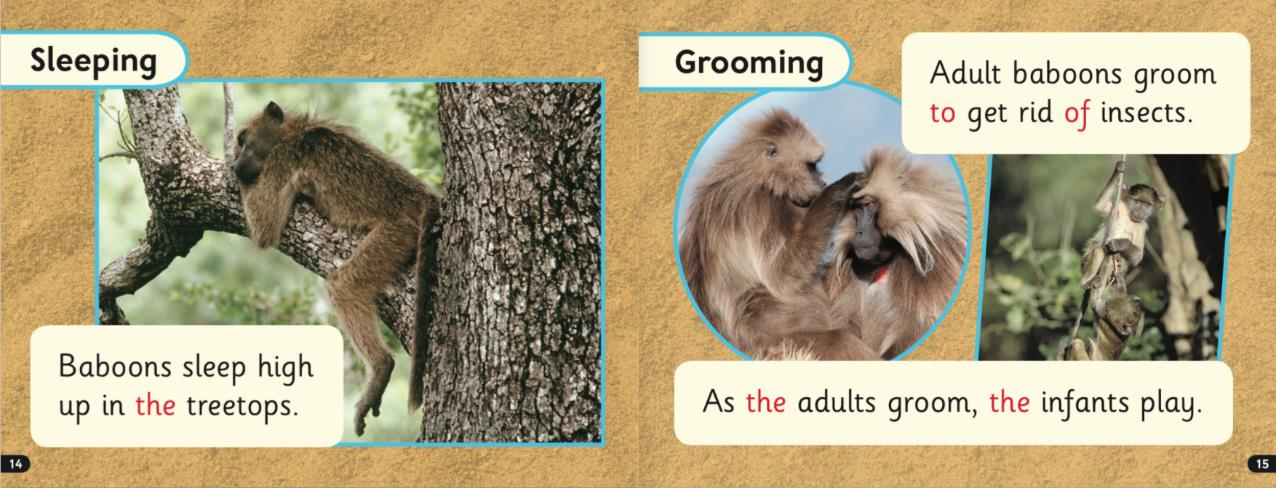 Sleeping
Baboons sleep high
up in the treetops.
14
Grooming
Adult baboons groom
to get rid of insects.
As the adults groom, the infants play.
15